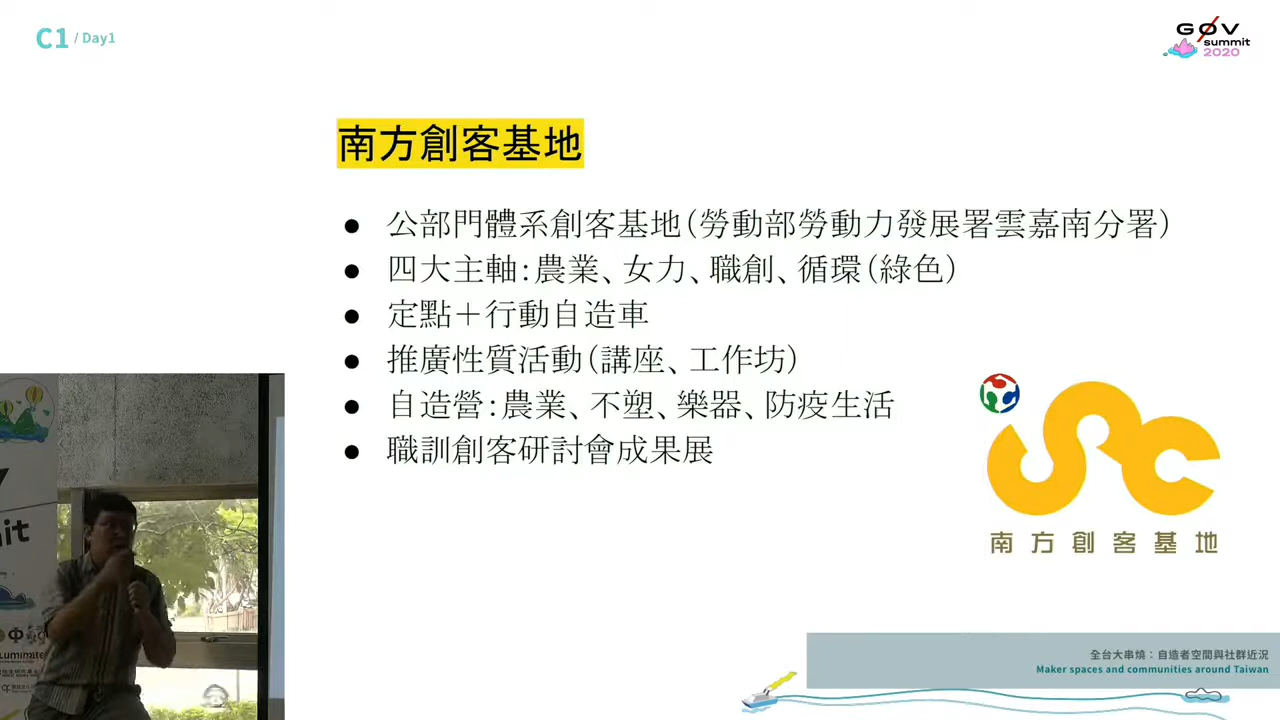 C1 / Day1
GØV
summit
2020
南方創客基地
● 公部門體系創客基地(勞動部勞動力發展署雲嘉南分署)
● 四大主軸:農業、女力、職創、循環(綠色)
● 定點＋行動自造車
● 推廣性質活動(講座、工作坊)
● 自造營:農業、不塑、樂器、防疫生活
● 職訓創客研討會成果展
南方創客基地
全台大串燒：自造者空間與社群近況
Maker spaces and communities around Taiwan